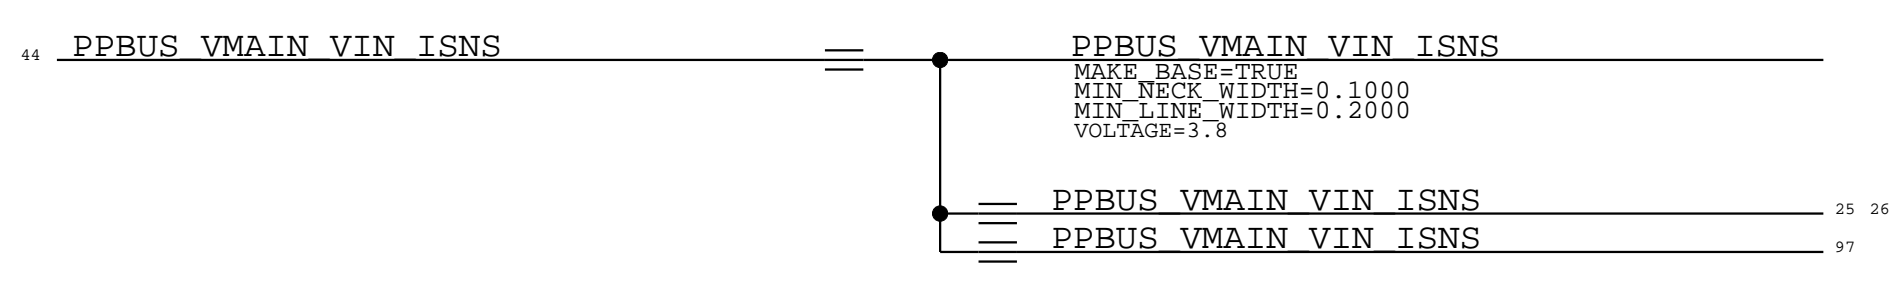 44 PPBUS_VMAIN_VIN_ISNS PPBUS_VMAIN_VIN_ISNS
MAKE_BASE=TRUE
MIN_NECK_WIDTH=0.1000
MIN_LINE_WIDTH=0.2000
VOLTAGE=3.8
PPBUS_VMAIN_VIN_ISNS 25 26
PPBUS_VMAIN_VIN_ISNS 97